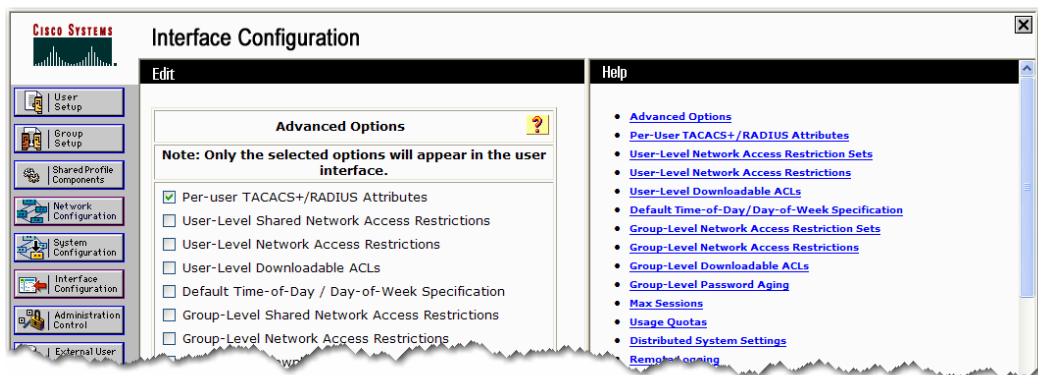 CISCO SYSTEMS
Interface Configuration
User
Setup
Group
Setup
Shared Profile
Components
Network
Configuration
System
Configuration
Interface
Configuration
Administration
Control
External User
Edit
Advanced Options
?
Note: Only the selected options will appear in the user
interface.
Per-user TACACS+/RADIUS Attributes
User-Level Shared Network Access Restrictions
User-Level Network Access Restrictions
User-Level Downloadable ACLs
Default Time-of-Day / Day-of-Week Specification
Group-Level Shared Network Access Restrictions
Group-Level Network Access Restrictions
Help
Advanced Options
Per-User TACACS+/RADIUS Attributes
User-Level Network Access Restriction Sets
User-Level Network Access Restrictions
User-Level Downloadable ACLs
Default Time-of-Day/Day-of-Week Specification
Group-Level Network Access Restriction Sets
Group-Level Network Access Restrictions
Group-Level Downloadable ACLs
Group-Level Password Aging
Max Sessions
Usage Quotas
Distributed System Settings
Remote Logging